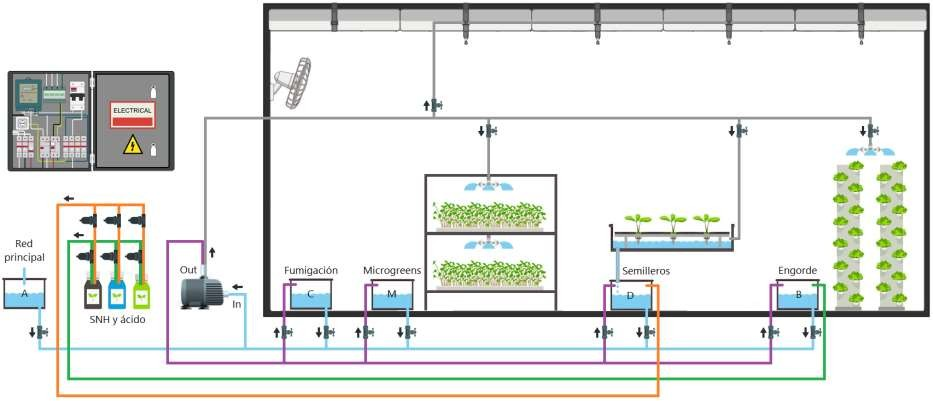 ELECTRICAL
Red
principal
A
SNH y ácido
Out
In
Fumigación
C
Microgreens
M
Semilleros
D
Engorde
B